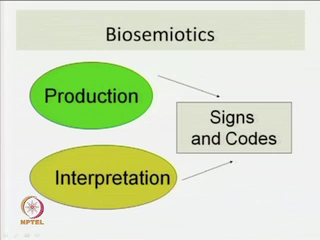 Biosemiotics
Production
Signs
and Codes
Interpretation
NPTEL